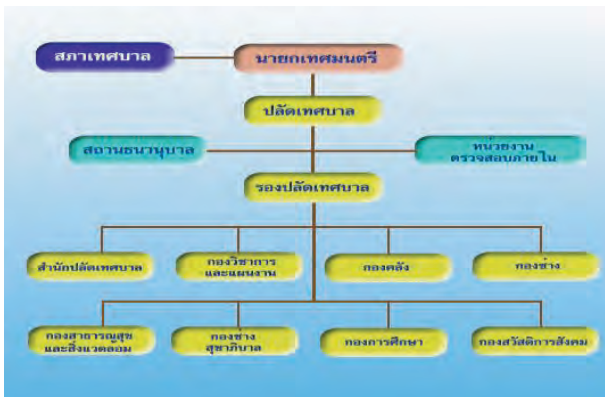 สภาเทศบาล
นายกเทศมนตรี
ปลัดเทศบาล
สถานธนานุบาล
หน่วยงาน
ตรวจสอบภายใน
รองปลัดเทศบาล
สำนักปลัดเทศบาล
กองวิชาการ
และแผนงาน
กองคลัง
กองช่าง
กองสาธารณสุข
และสิ่งแวดล้อม
กองช่าง
สุขาภิบาล
กองการศึกษา
กองสวัสดิการสังคม